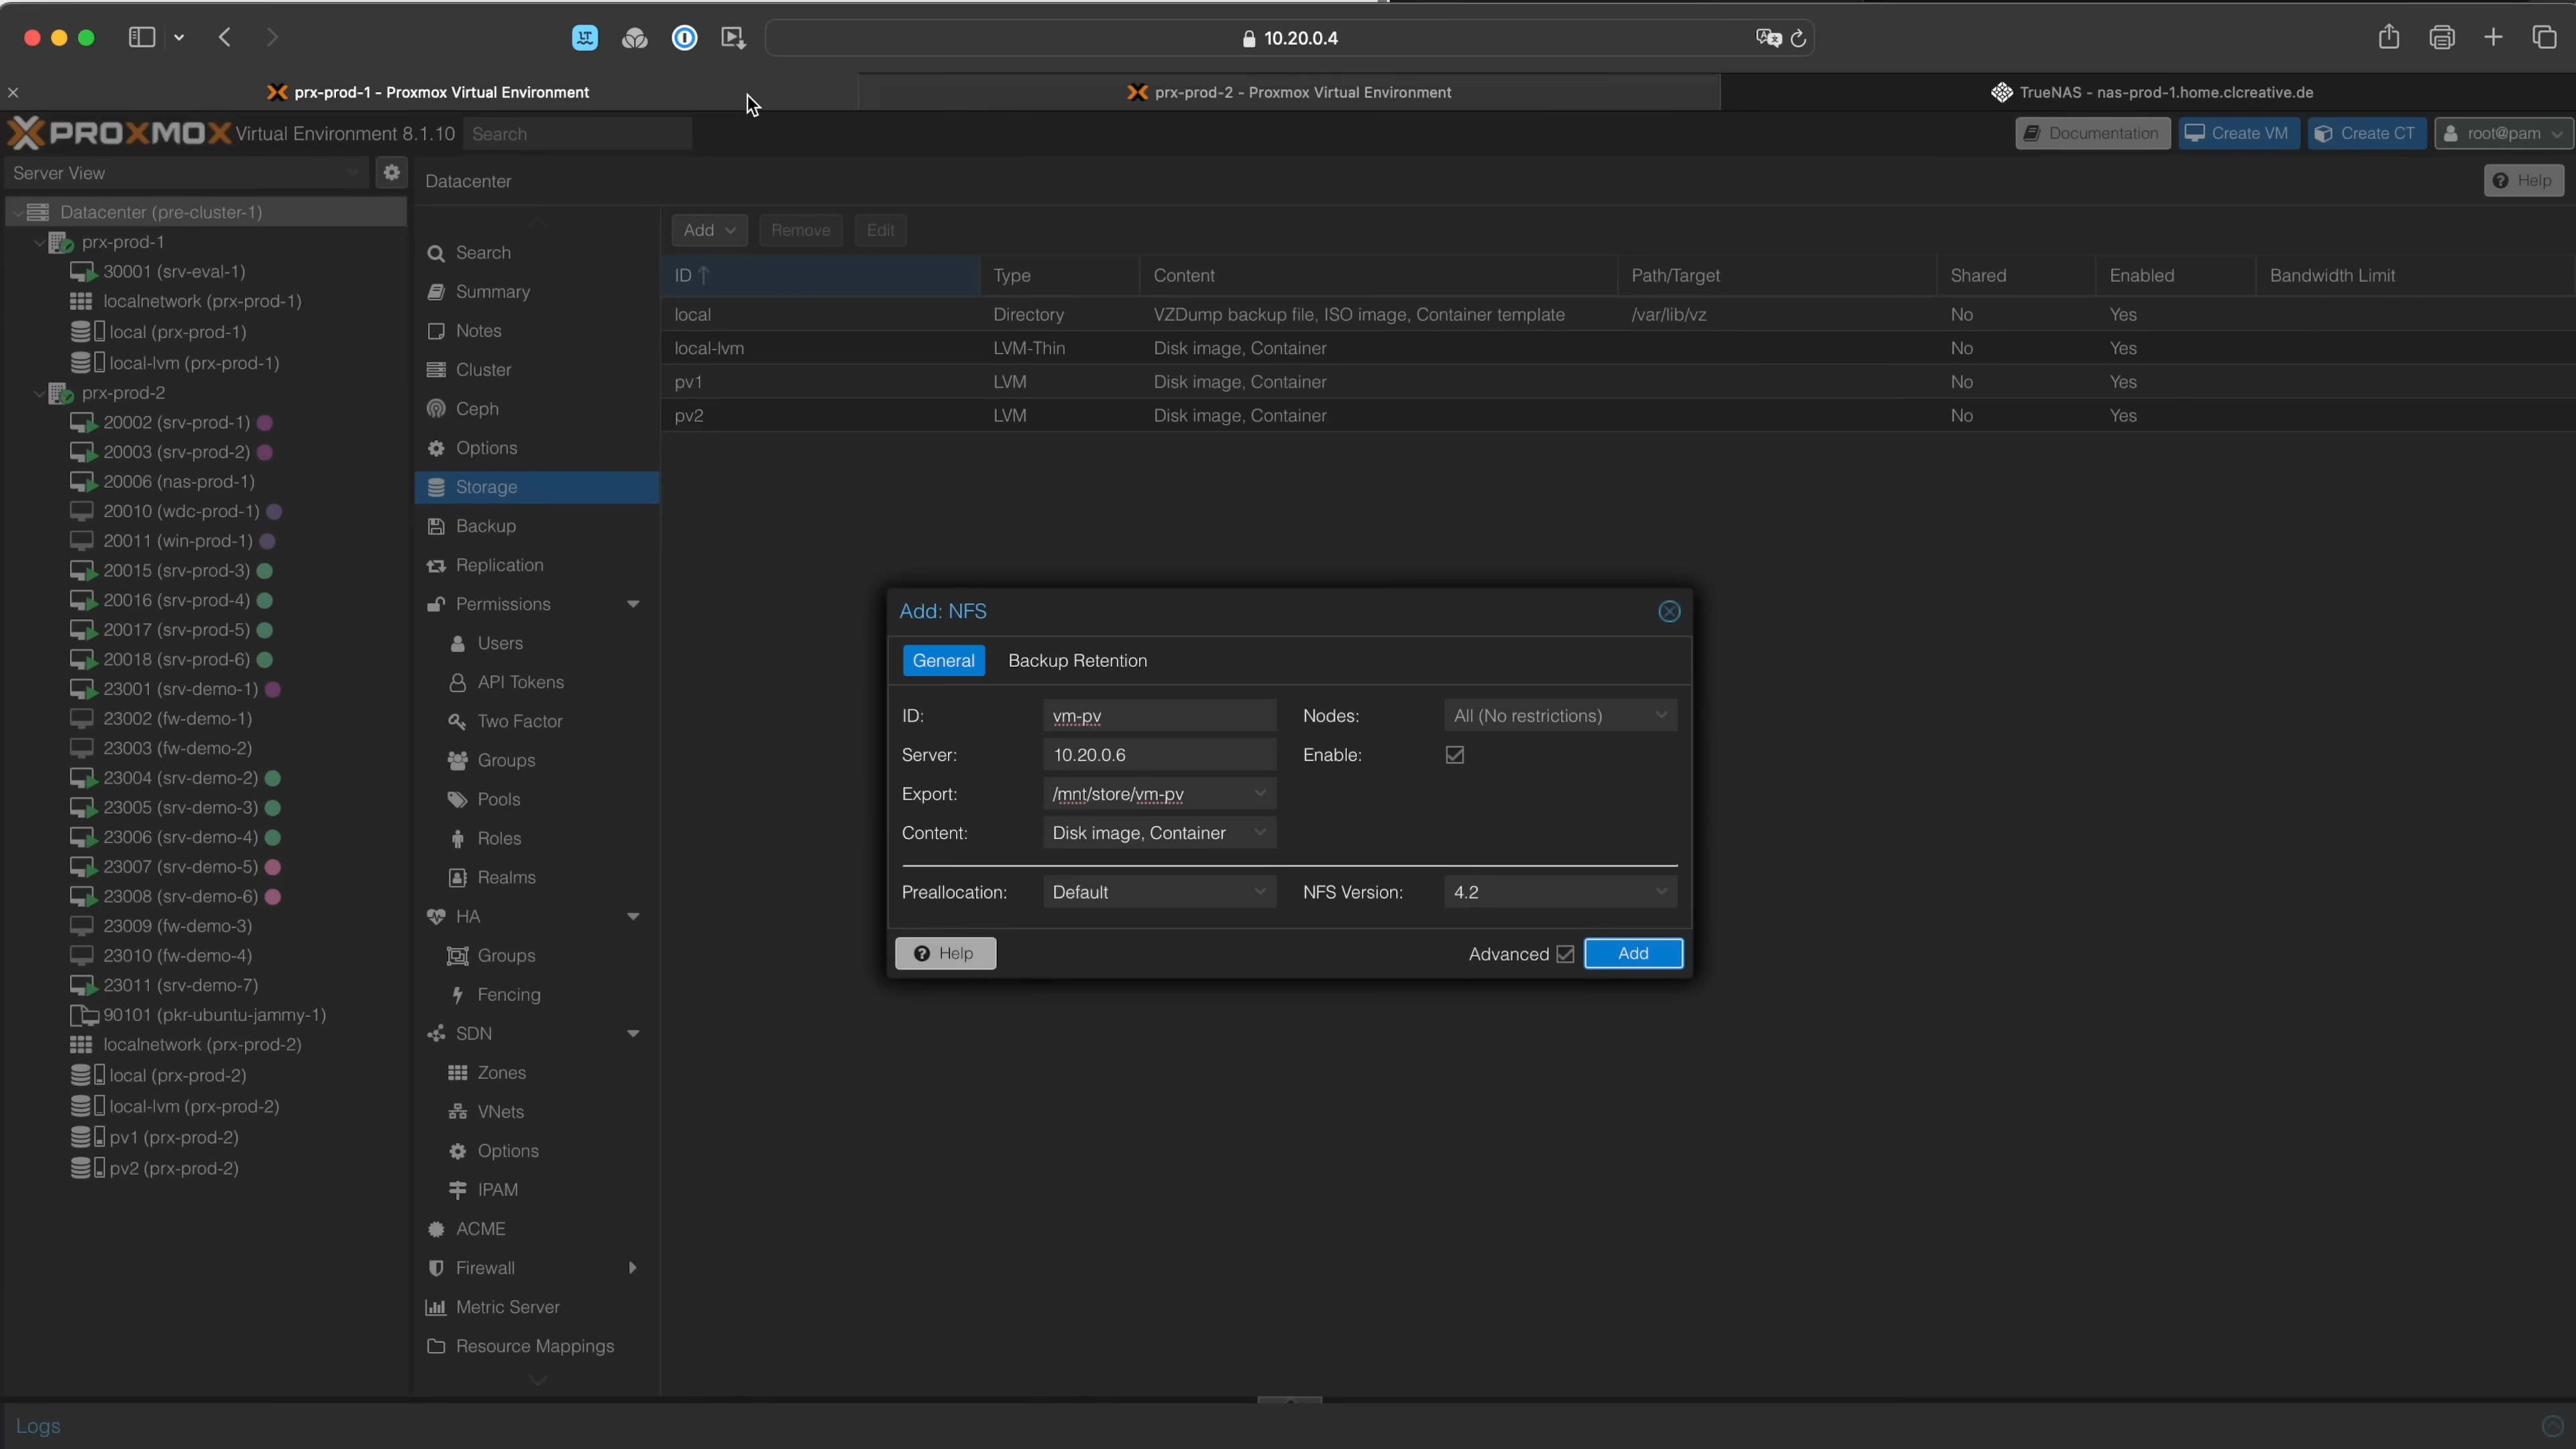 10.20.0.4
prx-prod-1 - Proxmox Virtual Environment
prx-prod-2 - Proxmox Virtual Environment
TrueNAS - nas-prod-1.home.clcreative.de
PROXMOX Virtual Environment 8.1.10 Search
Documentation
Create VM
Create CT
root@pam
Server View
Datacenter
Help
Datacenter (pre-cluster-1)
prx-prod-1
30001 (srv-eval-1)
localnetwork (prx-prod-1)
local (prx-prod-1)
local-lvm (prx-prod-1)
prx-prod-2
20002 (srv-prod-1)
20003 (srv-prod-2)
20006 (nas-prod-1)
20010 (wdc-prod-1)
20011 (win-prod-1)
20015 (srv-prod-3)
20016 (srv-prod-4)
20017 (srv-prod-5)
20018 (srv-prod-6)
23001 (srv-demo-1)
23002 (fw-demo-1)
23003 (fw-demo-2)
23004 (srv-demo-2)
23005 (srv-demo-3)
23006 (srv-demo-4)
23007 (srv-demo-5)
23008 (srv-demo-6)
23009 (fw-demo-3)
23010 (fw-demo-4)
23011 (srv-demo-7)
90101 (pkr-ubuntu-jammy-1)
localnetwork (prx-prod-2)
local (prx-prod-2)
local-lvm (prx-prod-2)
pv1 (prx-prod-2)
pv2 (prx-prod-2)
Search
Summary
Notes
Cluster
Ceph
Options
Storage
Backup
Replication
Permissions
Users
API Tokens
Two Factor
Groups
Pools
Roles
Realms
HA
Groups
Fencing
SDN
Zones
VNets
Options
IPAM
ACME
Firewall
Metric Server
Resource Mappings
Add Remove Edit
ID Type Content Path/Target Shared Enabled Bandwidth Limit
local Directory VZDump backup file, ISO image, Container template /var/lib/vz No Yes
local-lvm LVM-Thin Disk image, Container No Yes
pv1 LVM Disk image, Container No Yes
pv2 LVM Disk image, Container No Yes
Add: NFS
General Backup Retention
ID: vm-pv Nodes: All (No restrictions)
Server: 10.20.0.6 Enable:
Export: /mnt/store/vm-pv
Content: Disk image, Container
Preallocation: Default NFS Version: 4.2
Help Advanced Add
Logs